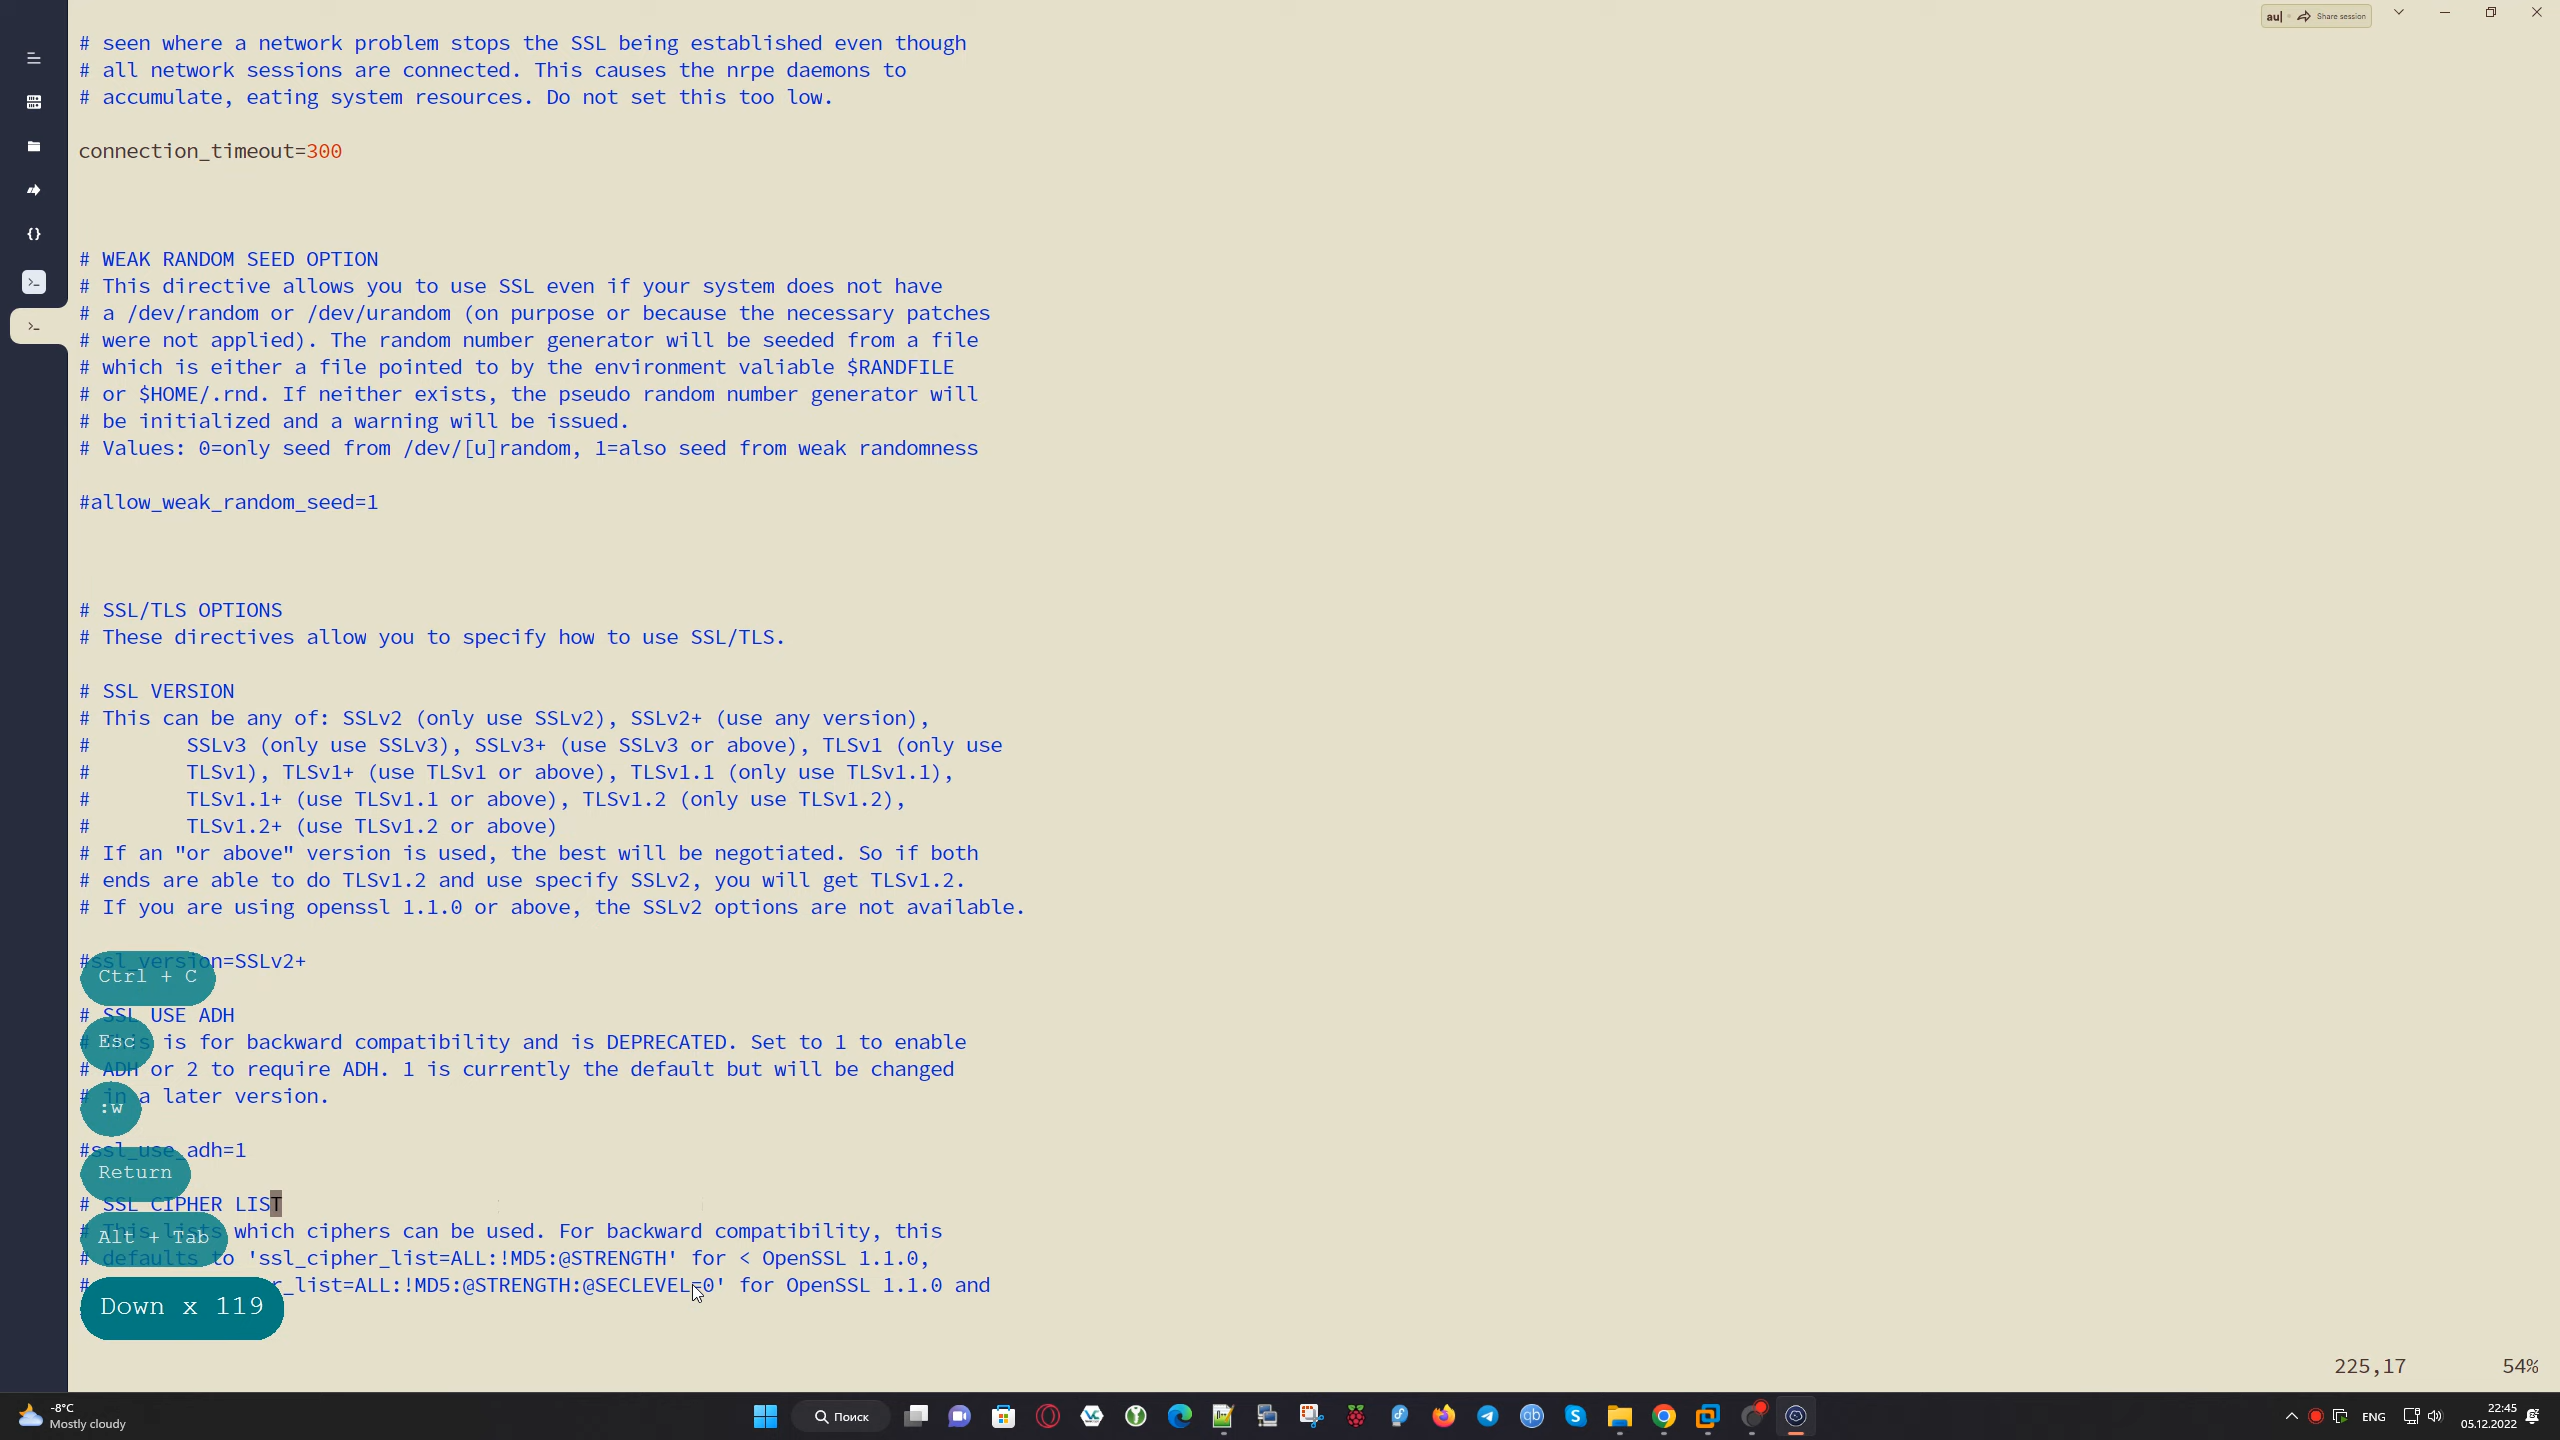 au| Share session
# seen where a network problem stops the SSL being established even though
# all network sessions are connected. This causes the nrpe daemons to
# accumulate, eating system resources. Do not set this too low.
connection_timeout=300
# WEAK RANDOM SEED OPTION
# This directive allows you to use SSL even if your system does not have
# a /dev/random or /dev/urandom (on purpose or because the necessary patches
# were not applied). The random number generator will be seeded from a file
# which is either a file pointed to by the environment valiable $RANDFILE
# or $HOME/.rnd. If neither exists, the pseudo random number generator will
# be initialized and a warning will be issued.
# Values: 0=only seed from /dev/[u]random, 1=also seed from weak randomness
#allow_weak_random_seed=1
# SSL/TLS OPTIONS
# These directives allow you to specify how to use SSL/TLS.
# SSL VERSION
# This can be any of: SSLv2 (only use SSLv2), SSLv2+ (use any version),
#        SSLv3 (only use SSLv3), SSLv3+ (use SSLv3 or above), TLSv1 (only use
#        TLSv1), TLSv1+ (use TLSv1 or above), TLSv1.1 (only use TLSv1.1),
#        TLSv1.1+ (use TLSv1.1 or above), TLSv1.2 (only use TLSv1.2),
#        TLSv1.2+ (use TLSv1.2 or above)
# If an "or above" version is used, the best will be negotiated. So if both
# ends are able to do TLSv1.2 and use specify SSLv2, you will get TLSv1.2.
# If you are using openssl 1.1.0 or above, the SSLv2 options are not available.
#ssl_version=SSLv2+
Ctrl + C
# SSL USE ADH
# This is for backward compatibility and is DEPRECATED. Set to 1 to enable
Esc
# ADH or 2 to require ADH. 1 is currently the default but will be changed
# in a later version.
:w
#ssl_use_adh=1
Return
# SSL CIPHER LIST
# This lists which ciphers can be used. For backward compatibility, this
Alt + Tab
# defaults to 'ssl_cipher_list=ALL:!MD5:@STRENGTH' for < OpenSSL 1.1.0,
# r_list=ALL:!MD5:@STRENGTH:@SECLEVEL=0' for OpenSSL 1.1.0 and
Down x 119
225,17 54%
-8°C
Mostly cloudy
Поиск
ENG
22:45
05.12.2022